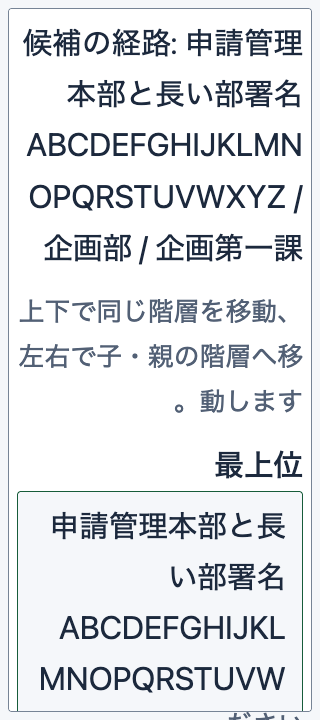 候補の経路: 申請管理
本部と長い部署名
ABCDEFGHIJKLMN
OPQRSTUVWXYZ /
企画部 / 企画第一課
上下で同じ階層を移動、
左右で子・親の階層へ移
動します。
最上位
申請管理本部と長
い部署名
ABCDEFGHIJKL
MNOPQRSTUVW
ださい